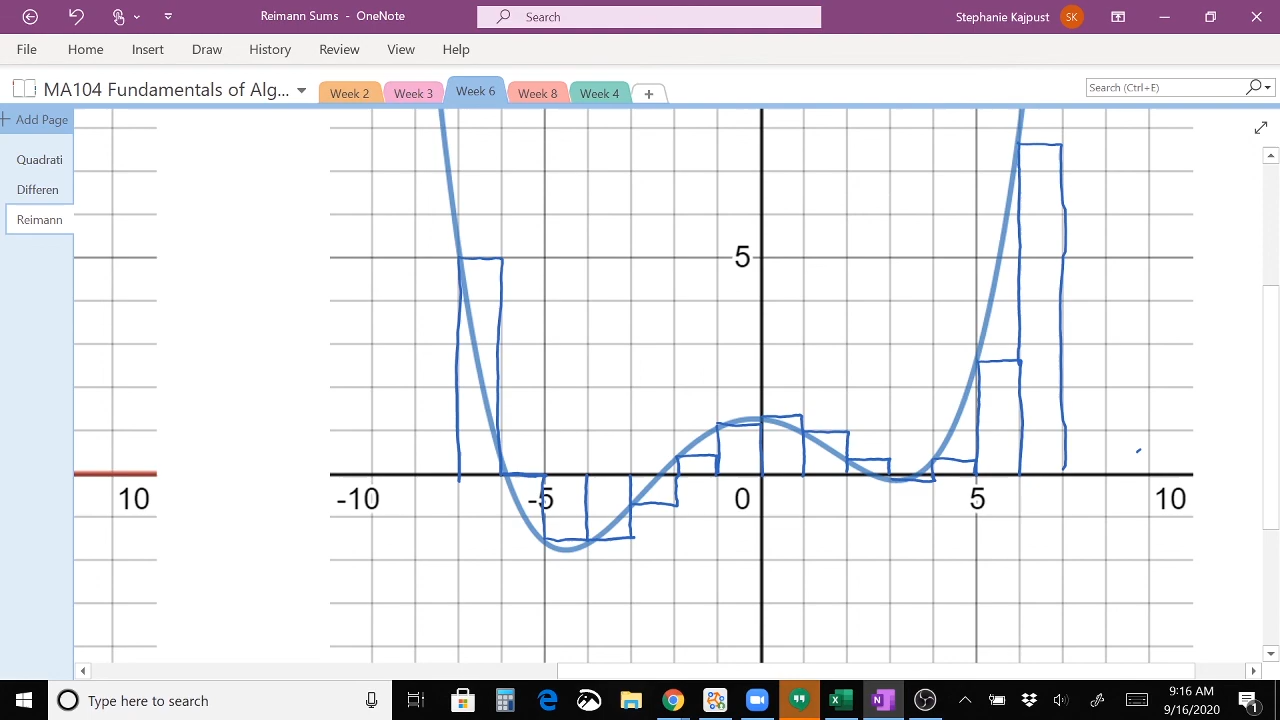 Reimann Sums - OneNote
Search
Stephanie Kajpust SK
File Home Insert Draw History Review View Help
MA104 Fundamentals of Alg... Week 2 Week 3 Week 6 Week 8 Week 4 +
Search (Ctrl+E)
+ Add Page
Quadrati
Differen
Reimann
5
10 -10 -5 0 5 10
Type here to search
9:16 AM
9/16/2020
1